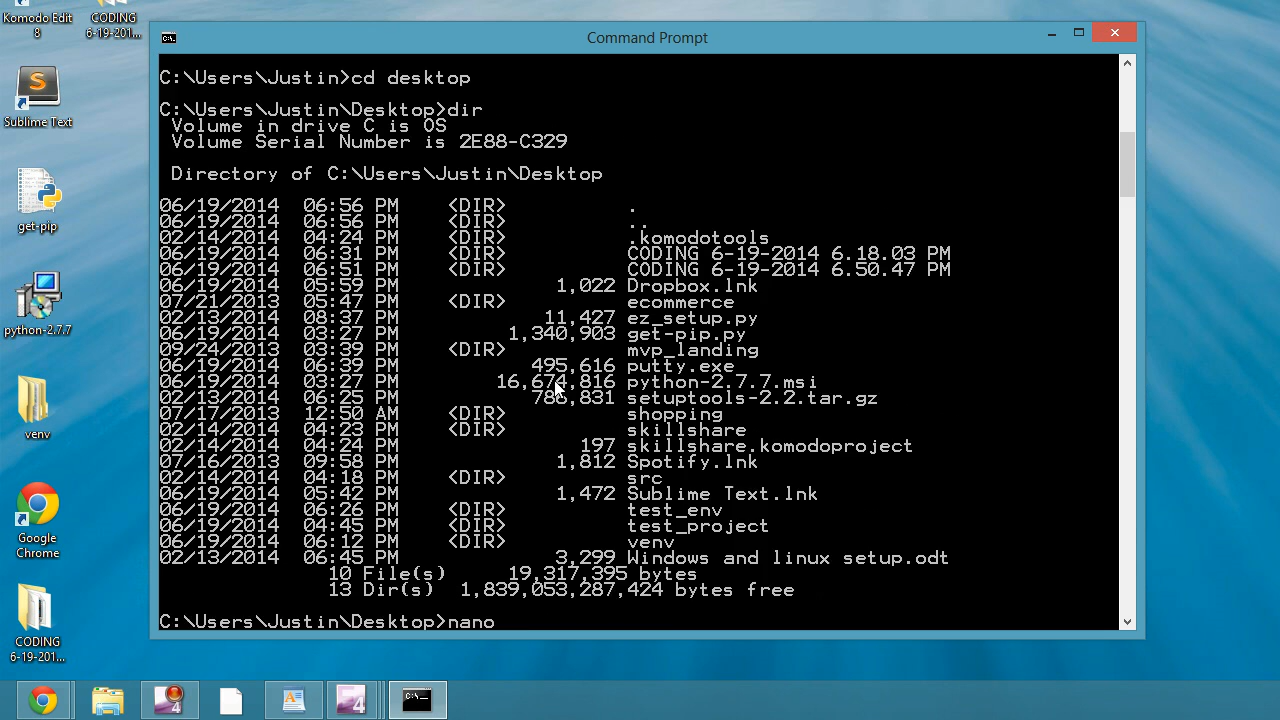 Komodo Edit
8
CODING
6-19-201...
Sublime Text
get-pip
python-2.7.7
venv
Google
Chrome
CODING
6-19-201...
Command Prompt
C:\Users\Justin>cd desktop
C:\Users\Justin\Desktop>dir
Volume in drive C is OS
Volume Serial Number is 2E88-C329
Directory of C:\Users\Justin\Desktop
06/19/2014 06:56 PM <DIR> .
06/19/2014 06:56 PM <DIR> ..
02/14/2014 04:24 PM <DIR> .komodotools
06/19/2014 06:31 PM <DIR> CODING 6-19-2014 6.18.03 PM
06/19/2014 06:51 PM <DIR> CODING 6-19-2014 6.50.47 PM
06/19/2014 05:59 PM 1,022 Dropbox.lnk
07/21/2013 05:47 PM <DIR> ecommerce
02/13/2014 08:37 PM 11,427 ez_setup.py
06/19/2014 03:27 PM 1,340,903 get-pip.py
09/24/2013 03:39 PM <DIR> mvp_landing
06/19/2014 06:39 PM 495,616 putty.exe
06/19/2014 03:27 PM 16,674,816 python-2.7.7.msi
02/13/2014 06:25 PM setuptools-2.2.tar.gz
07/17/2013 12:50 AM <DIR> shopping
02/14/2014 04:23 PM <DIR> skillshare
02/14/2014 04:24 PM 197 skillshare.komodoproject
07/16/2013 09:58 PM 1,812 Spotify.lnk
02/14/2014 04:18 PM <DIR> src
06/19/2014 05:42 PM 1,472 Sublime Text.lnk
06/19/2014 06:26 PM <DIR> test_env
06/19/2014 04:45 PM <DIR> test_project
06/19/2014 06:12 PM <DIR> venv
02/13/2014 06:45 PM 3,299 Windows and linux setup.odt
10 File(s) 19,317,395 bytes
13 Dir(s) 1,839,053,287,424 bytes free
C:\Users\Justin\Desktop>nano